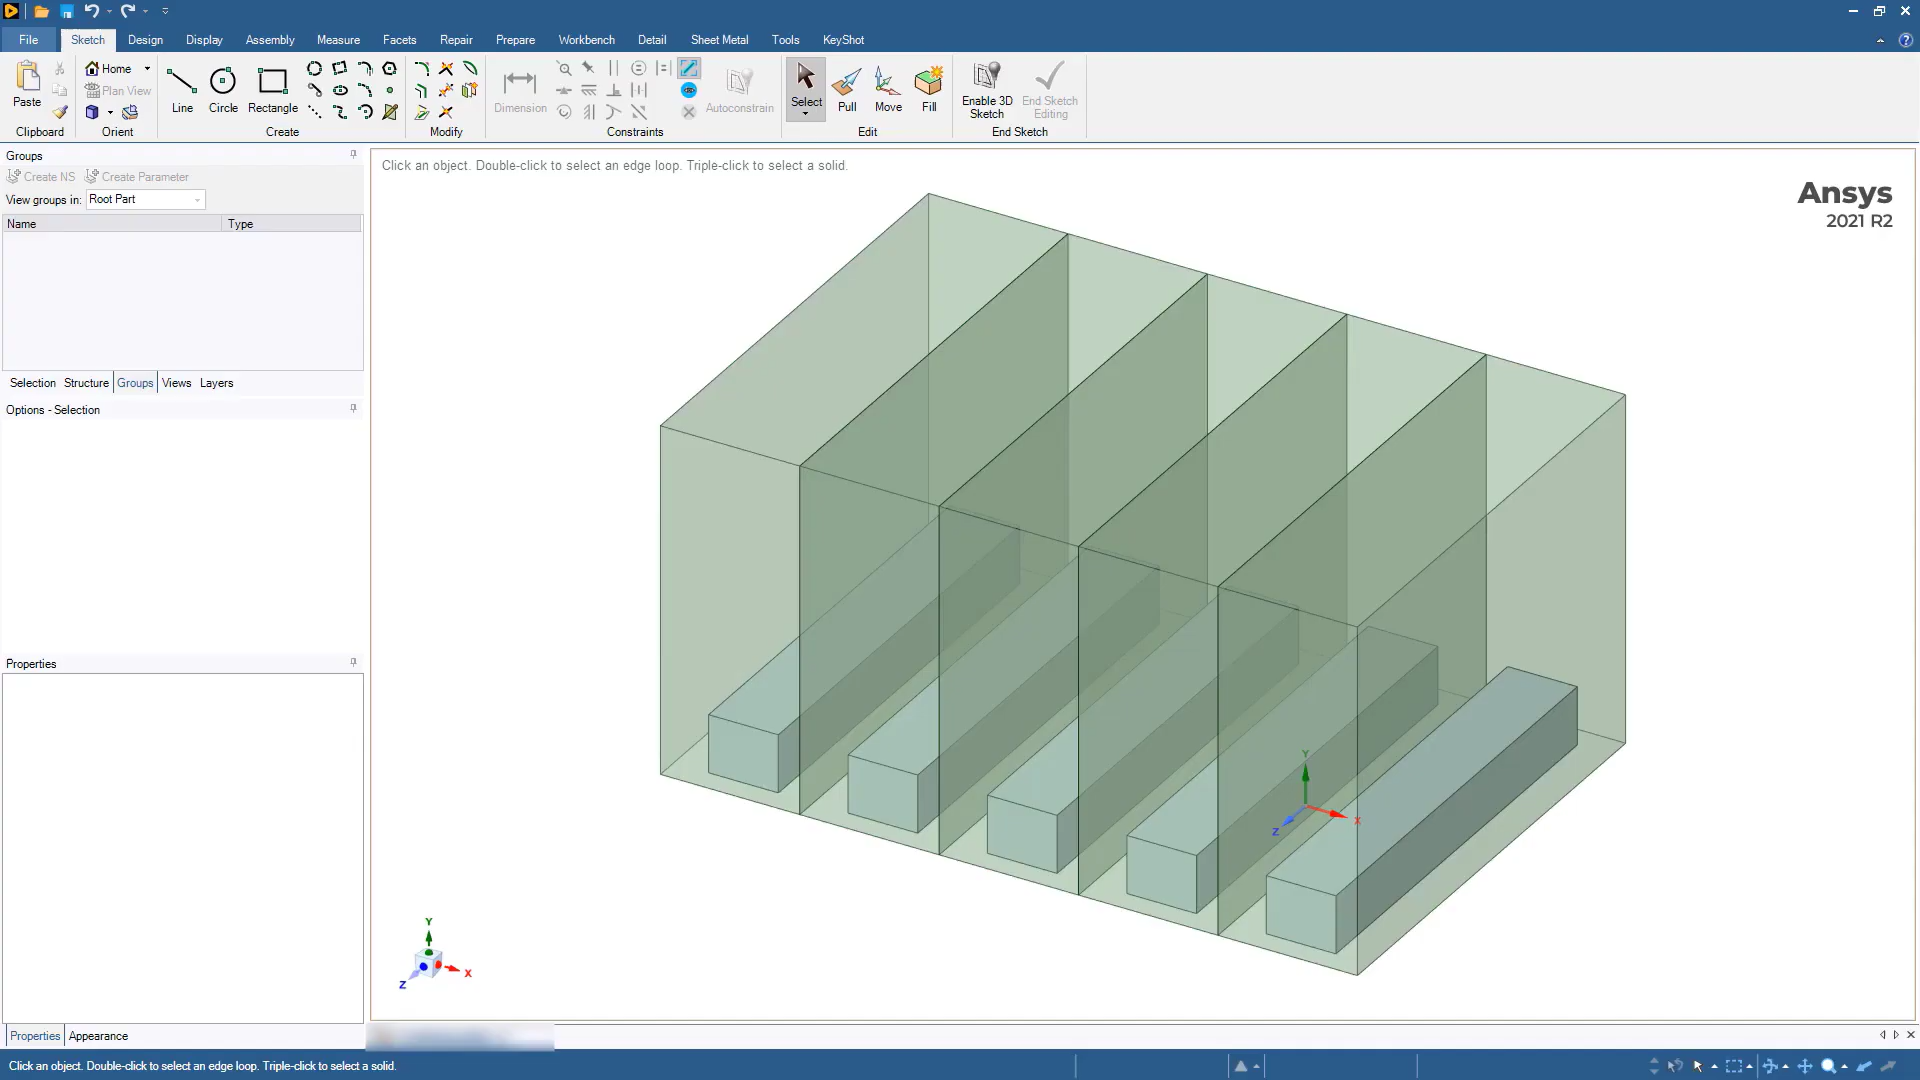 File Sketch Design Display Assembly Measure Facets Repair Prepare Workbench Detail Sheet Metal Tools KeyShot
Paste
Home
Plan View
Line
Circle
Rectangle
Dimension
Autoconstrain
Select
Pull
Move
Fill
Enable 3D
Sketch
End Sketch
Editing
Clipboard Orient Create Modify Constraints Edit End Sketch
Groups
Create NS Create Parameter
View groups in: Root Part
Name Type
Selection Structure Groups Views Layers
Options - Selection
Properties
Properties Appearance
Click an object. Double-click to select an edge loop. Triple-click to select a solid.
Ansys
2021 R2
Y
X
Z
Y
X
Z
Click an object. Double-click to select an edge loop. Triple-click to select a solid.